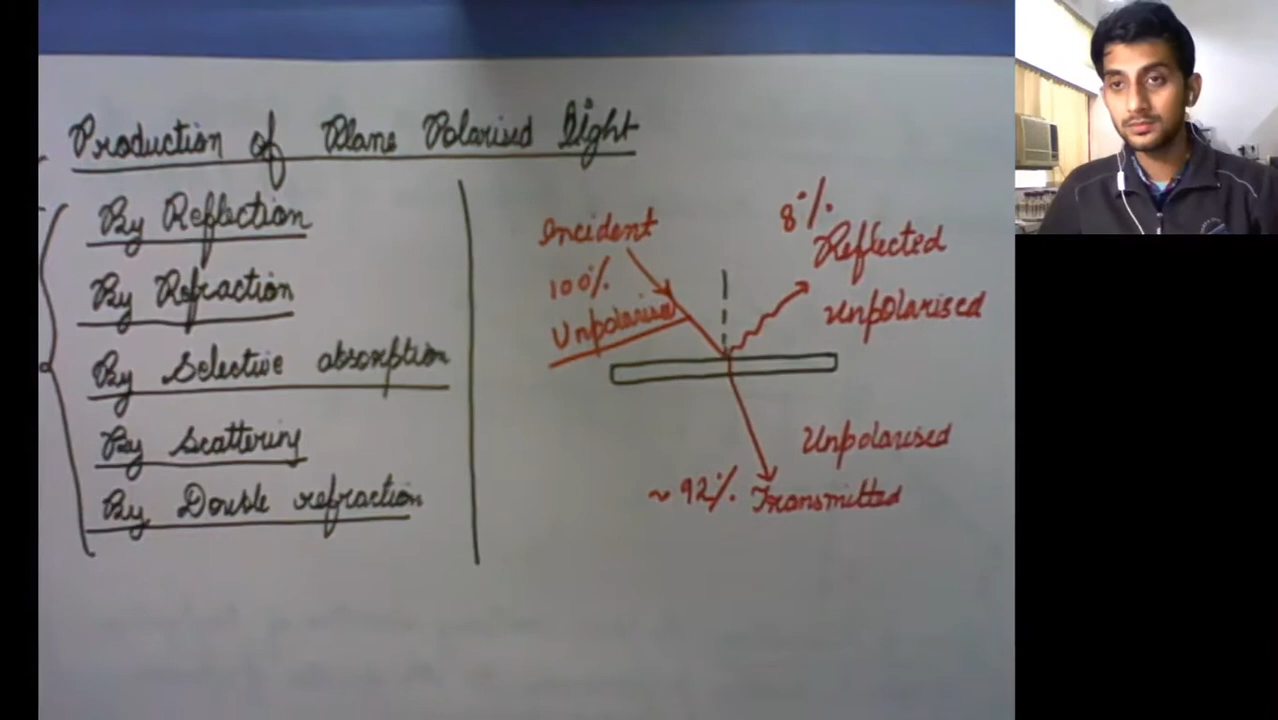 Production of Plane Polarised Light
By Reflection
By Refraction
By Selective absorption
By Scattering
By Double refraction
Incident
100%
Unpolarised
8%
Reflected
Unpolarised
Unpolarised
~ 92% Transmitted